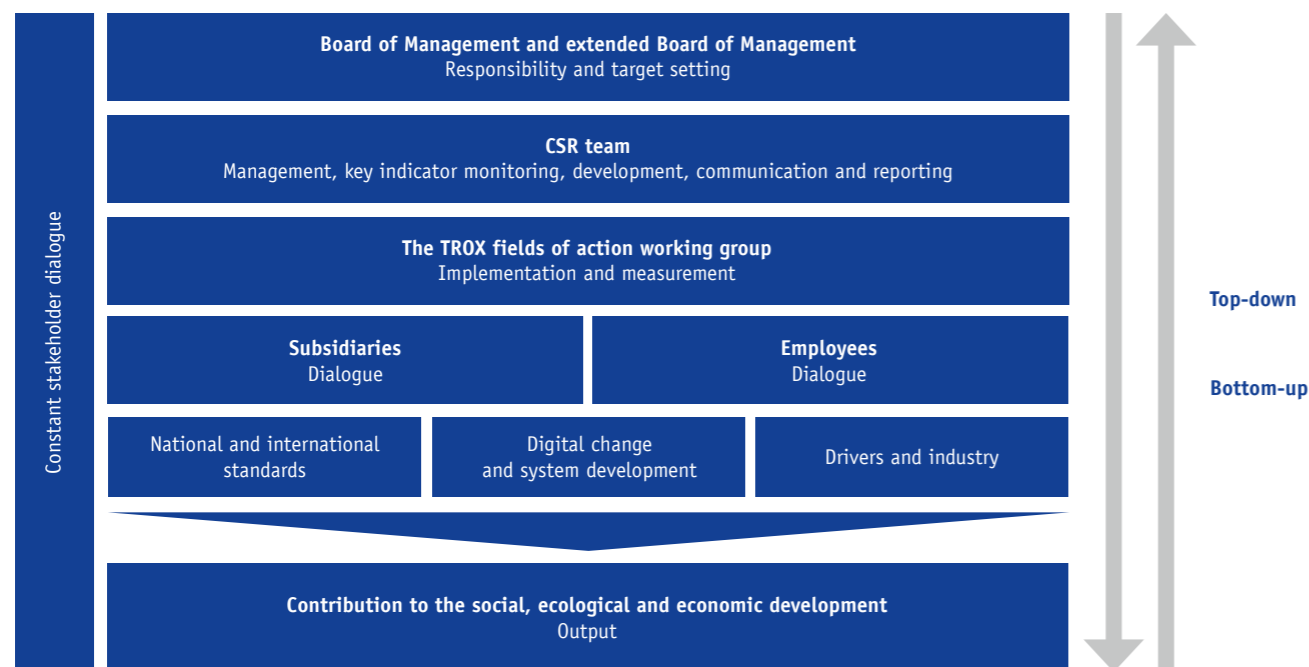 Constant stakeholder dialogue
Board of Management and extended Board of Management
Responsibility and target setting
CSR team
Management, key indicator monitoring, development, communication and reporting
The TROX fields of action working group
Implementation and measurement
Subsidiaries
Dialogue
Employees
Dialogue
National and international
standards
Digital change
and system development
Drivers and industry
Contribution to the social, ecological and economic development
Output
Top-down
Bottom-up